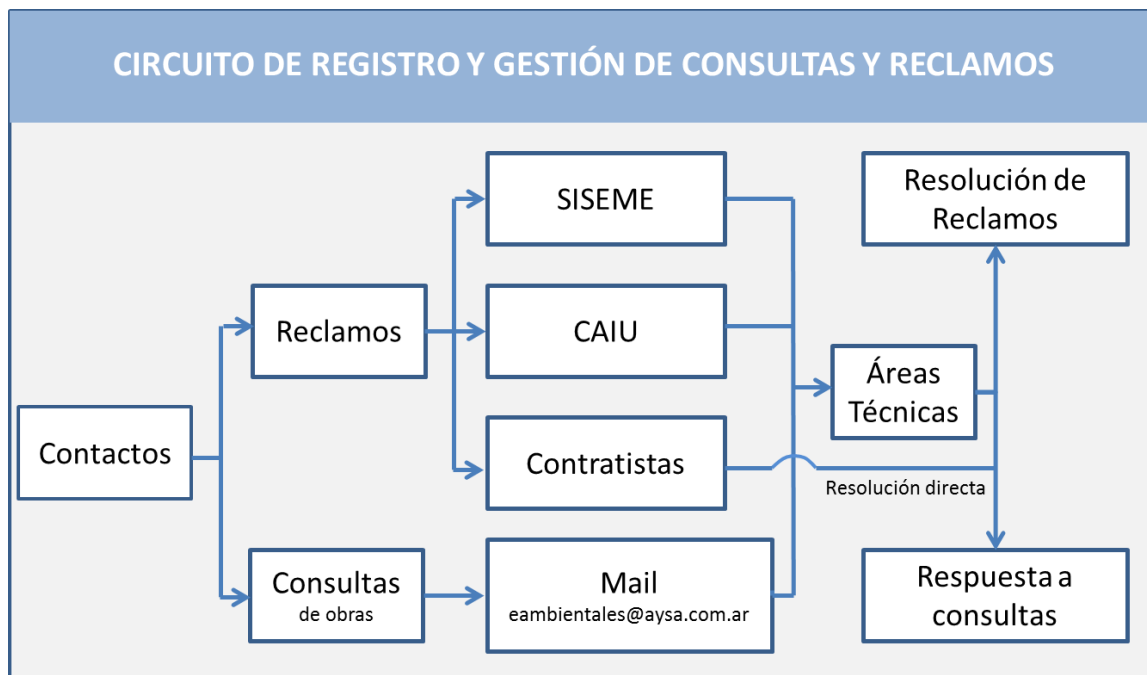 CIRCUITO DE REGISTRO Y GESTIÓN DE CONSULTAS Y RECLAMOS
Contactos
Reclamos
Consultas
de obras
SISEME
CAIU
Contratistas
Mail
eambientales@aysa.com.ar
Áreas
Técnicas
Resolución directa
Resolución de
Reclamos
Respuesta a
consultas